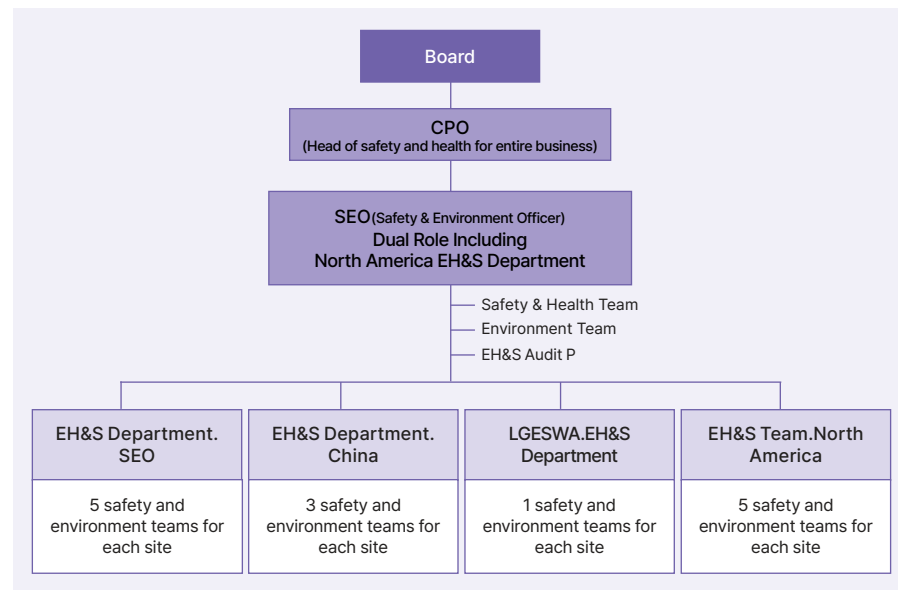 Board
CPO
(Head of safety and health for entire business)
SEO(Safety & Environment Officer)
Dual Role Including
North America EH&S Department
Safety & Health Team
Environment Team
EH&S Audit P
EH&S Department.
SEO
5 safety and
environment teams for
each site
EH&S Department.
China
3 safety and
environment teams for
each site
LGESWA.EH&S
Department
1 safety and
environment teams for
each site
EH&S Team.North
America
5 safety and
environment teams for
each site